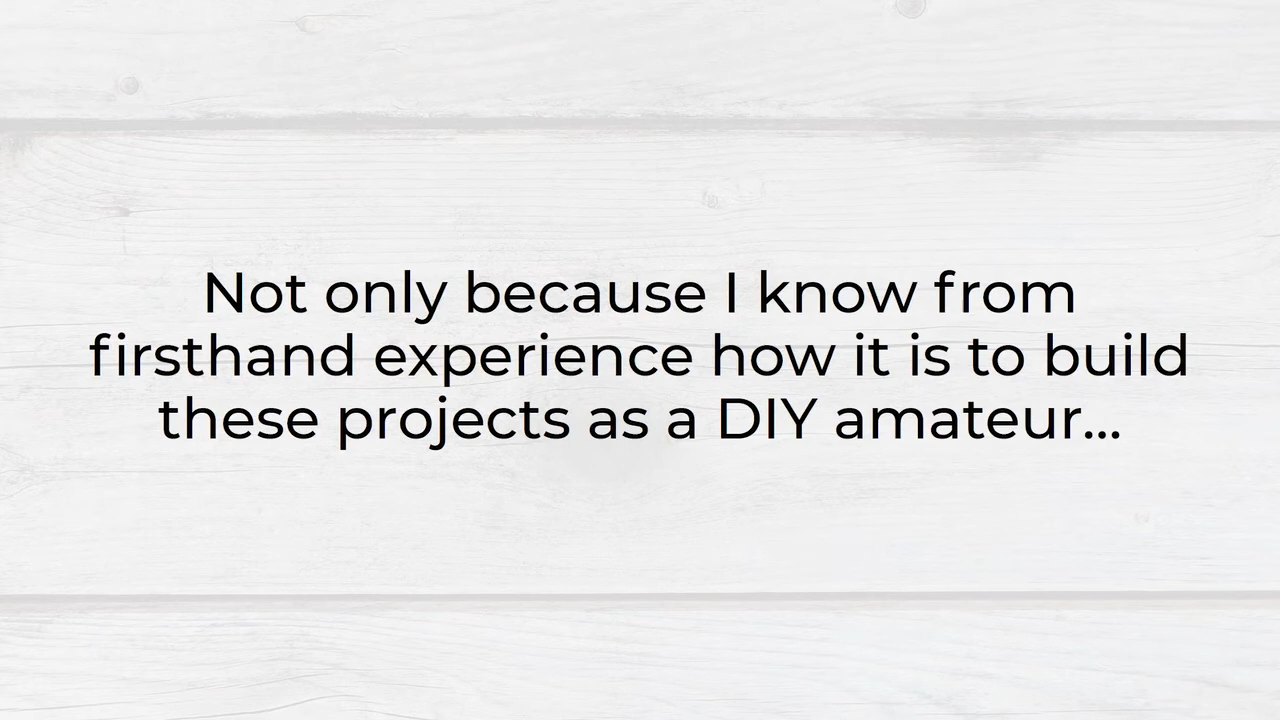 Not only because I know from
firsthand experience how it is to build
these projects as a DIY amateur...